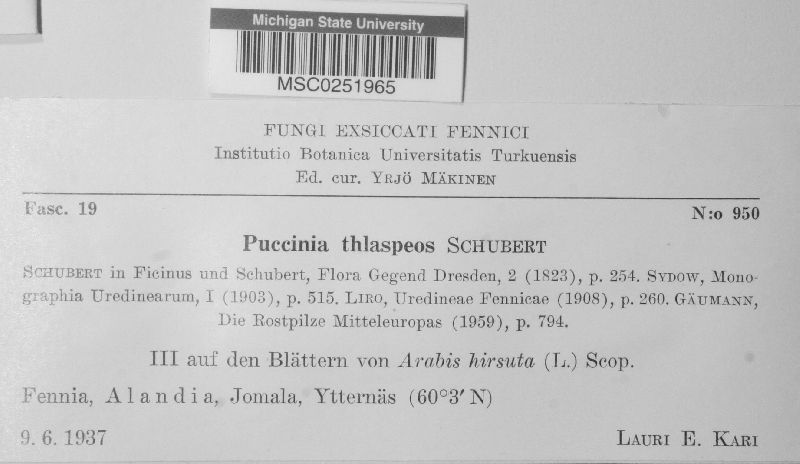 Michigan State University
MSC0251965
FUNGI EXSICCATI FENNICI
Institutio Botanica Universitatis Turkuensis
Ed. cur. YRJÖ MÄKINEN
Fasc. 19 N:o 950
Puccinia thlaspeos SCHUBERT
SCHUBERT in Ficinus und Schubert, Flora Gegend Dresden, 2 (1823), p. 254. SYDOW, Mono-
graphia Uredinearum, I (1903), p. 515. LIRO, Uredineae Fennicae (1908), p. 260. GÄUMANN,
Die Rostpilze Mitteleuropas (1959), p. 794.
III auf den Blättern von Arabis hirsuta (L.) Scop.
Fennia, Alandia, Jomala, Ytternäs (60°3′ N)
9. 6. 1937 LAURI E. KARI